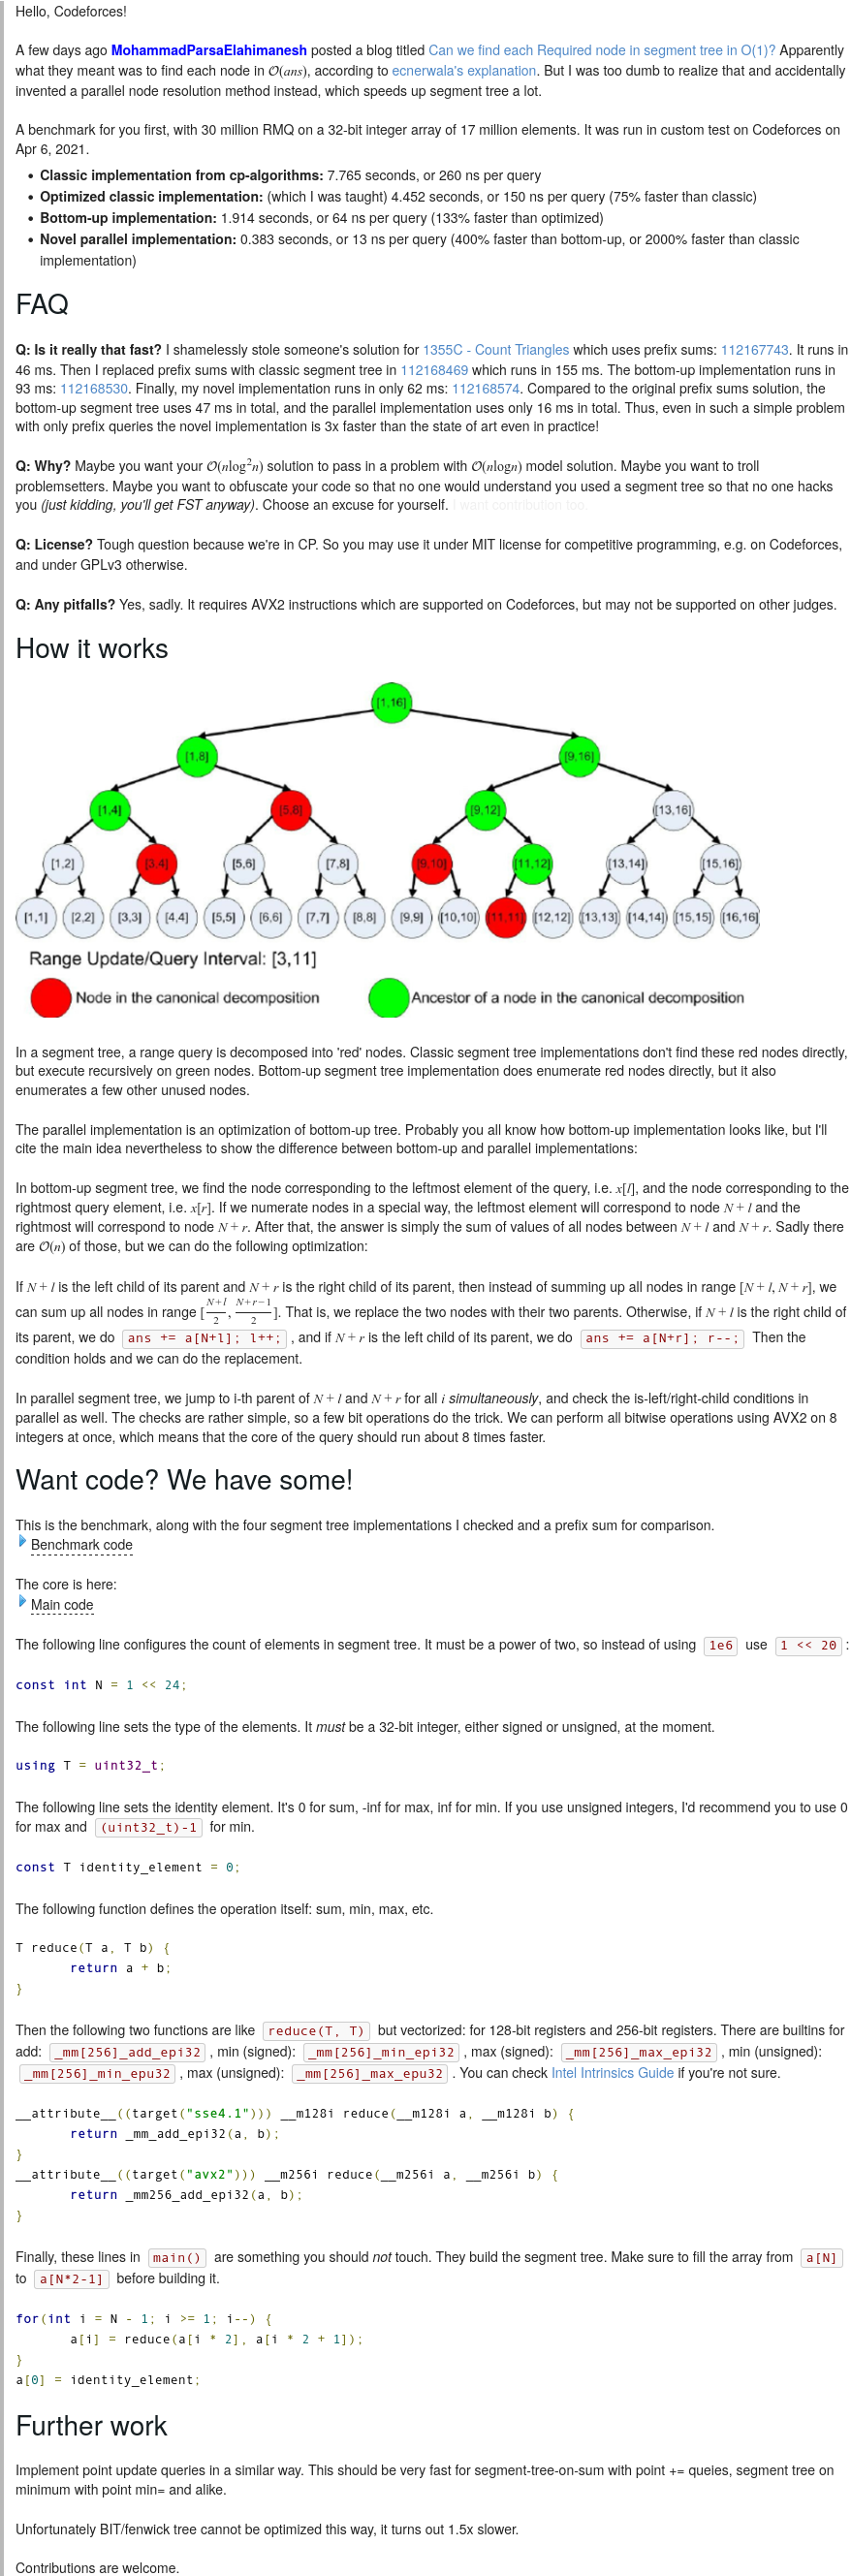 Hello, Codeforces!
A few days ago MohammadParsaElahimanesh posted a blog titled Can we find each Required node in segment tree in O(1)? Apparently
what they meant was to find each node in 𝒪(ans), according to ecnerwala's explanation. But I was too dumb to realize that and accidentally
invented a parallel node resolution method instead, which speeds up segment tree a lot.
A benchmark for you first, with 30 million RMQ on a 32-bit integer array of 17 million elements. It was run in custom test on Codeforces on
Apr 6, 2021.
• Classic implementation from cp-algorithms: 7.765 seconds, or 260 ns per query
• Optimized classic implementation: (which I was taught) 4.452 seconds, or 150 ns per query (75% faster than classic)
• Bottom-up implementation: 1.914 seconds, or 64 ns per query (133% faster than optimized)
• Novel parallel implementation: 0.383 seconds, or 13 ns per query (400% faster than bottom-up, or 2000% faster than classic
implementation)
FAQ
Q: Is it really that fast? I shamelessly stole someone's solution for 1355C - Count Triangles which uses prefix sums: 112167743. It runs in
46 ms. Then I replaced prefix sums with classic segment tree in 112168469 which runs in 155 ms. The bottom-up implementation runs in
93 ms: 112168530. Finally, my novel implementation runs in only 62 ms: 112168574. Compared to the original prefix sums solution, the
bottom-up segment tree uses 47 ms in total, and the parallel implementation uses only 16 ms in total. Thus, even in such a simple problem
with only prefix queries the novel implementation is 3x faster than the state of art even in practice!
Q: Why? Maybe you want your 𝒪(n log² n) solution to pass in a problem with 𝒪(n log n) model solution. Maybe you want to troll
problemsetters. Maybe you want to obfuscate your code so that no one would understand you used a segment tree so that no one hacks
you (just kidding, you'll get FST anyway). Choose an excuse for yourself. I want contribution too.
Q: License? Tough question because we're in CP. So you may use it under MIT license for competitive programming, e.g. on Codeforces,
and under GPLv3 otherwise.
Q: Any pitfalls? Yes, sadly. It requires AVX2 instructions which are supported on Codeforces, but may not be supported on other judges.
How it works
[1,16]
[1,8] [9,16]
[1,4] [5,8] [9,12] [13,16]
[1,2] [3,4] [5,6] [7,8] [9,10] [11,12] [13,14] [15,16]
[1,1] [2,2] [3,3] [4,4] [5,5] [6,6] [7,7] [8,8] [9,9] [10,10] [11,11] [12,12] [13,13] [14,14] [15,15] [16,16]
Range Update/Query Interval: [3,11]
Node in the canonical decomposition Ancestor of a node in the canonical decomposition
In a segment tree, a range query is decomposed into 'red' nodes. Classic segment tree implementations don't find these red nodes directly,
but execute recursively on green nodes. Bottom-up segment tree implementation does enumerate red nodes directly, but it also
enumerates a few other unused nodes.
The parallel implementation is an optimization of bottom-up tree. Probably you all know how bottom-up implementation looks like, but I'll
cite the main idea nevertheless to show the difference between bottom-up and parallel implementations:
In bottom-up segment tree, we find the node corresponding to the leftmost element of the query, i.e. x[l], and the node corresponding to the
rightmost query element, i.e. x[r]. If we numerate nodes in a special way, the leftmost element will correspond to node N + l and the
rightmost will correspond to node N + r. After that, the answer is simply the sum of values of all nodes between N + l and N + r. Sadly there
are 𝒪(n) of those, but we can do the following optimization:
If N + l is the left child of its parent and N + r is the right child of its parent, then instead of summing up all nodes in range [N + l, N + r], we
can sum up all nodes in range [(N+l)/2, (N+r−1)/2]. That is, we replace the two nodes with their two parents. Otherwise, if N + l is the right child of
its parent, we do ans += a[N+l]; l++; , and if N + r is the left child of its parent, we do ans += a[N+r]; r--; Then the
condition holds and we can do the replacement.
In parallel segment tree, we jump to i-th parent of N + l and N + r for all i simultaneously, and check the is-left/right-child conditions in
parallel as well. The checks are rather simple, so a few bit operations do the trick. We can perform all bitwise operations using AVX2 on 8
integers at once, which means that the core of the query should run about 8 times faster.
Want code? We have some!
This is the benchmark, along with the four segment tree implementations I checked and a prefix sum for comparison.
Benchmark code
The core is here:
Main code
The following line configures the count of elements in segment tree. It must be a power of two, so instead of using 1e6 use 1 << 20 :
const int N = 1 << 24;
The following line sets the type of the elements. It must be a 32-bit integer, either signed or unsigned, at the moment.
using T = uint32_t;
The following line sets the identity element. It's 0 for sum, -inf for max, inf for min. If you use unsigned integers, I'd recommend you to use 0
for max and (uint32_t)-1 for min.
const T identity_element = 0;
The following function defines the operation itself: sum, min, max, etc.
T reduce(T a, T b) {
return a + b;
}
Then the following two functions are like reduce(T, T) but vectorized: for 128-bit registers and 256-bit registers. There are builtins for
add: _mm[256]_add_epi32 , min (signed): _mm[256]_min_epi32 , max (signed): _mm[256]_max_epi32 , min (unsigned):
_mm[256]_min_epu32 , max (unsigned): _mm[256]_max_epu32 . You can check Intel Intrinsics Guide if you're not sure.
__attribute__((target("sse4.1"))) __m128i reduce(__m128i a, __m128i b) {
return _mm_add_epi32(a, b);
}
__attribute__((target("avx2"))) __m256i reduce(__m256i a, __m256i b) {
return _mm256_add_epi32(a, b);
}
Finally, these lines in main() are something you should not touch. They build the segment tree. Make sure to fill the array from a[N]
to a[N*2-1] before building it.
for(int i = N - 1; i >= 1; i--) {
a[i] = reduce(a[i * 2], a[i * 2 + 1]);
}
a[0] = identity_element;
Further work
Implement point update queries in a similar way. This should be very fast for segment-tree-on-sum with point += queies, segment tree on
minimum with point min= and alike.
Unfortunately BIT/fenwick tree cannot be optimized this way, it turns out 1.5x slower.
Contributions are welcome.